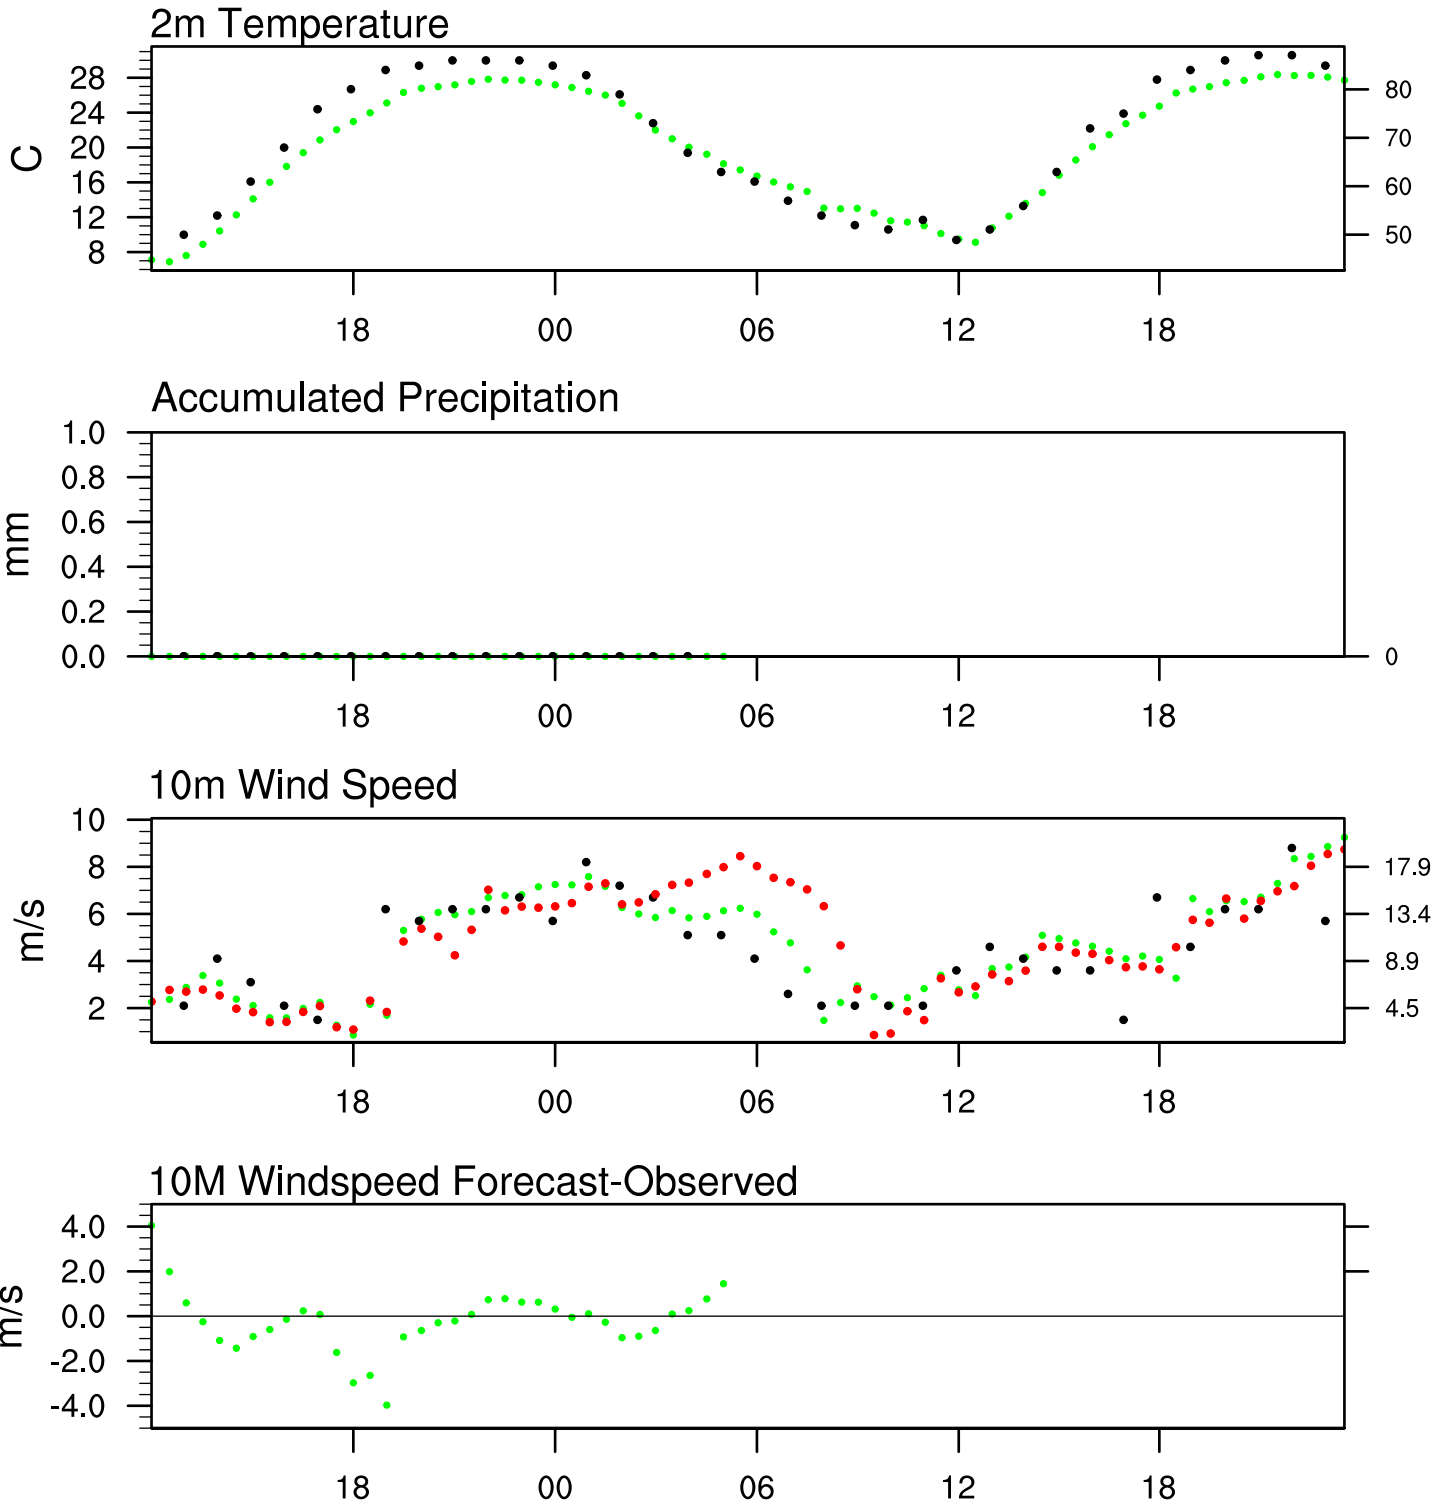 2m Temperature
C
28
24
20
16
12
8
80
70
60
50
18 00 06 12 18
Accumulated Precipitation
mm
1.0
0.8
0.6
0.4
0.2
0.0
0
18 00 06 12 18
10m Wind Speed
m/s
10
8
6
4
2
17.9
13.4
8.9
4.5
18 00 06 12 18
10M Windspeed Forecast-Observed
m/s
4.0
2.0
0.0
-2.0
-4.0
18 00 06 12 18